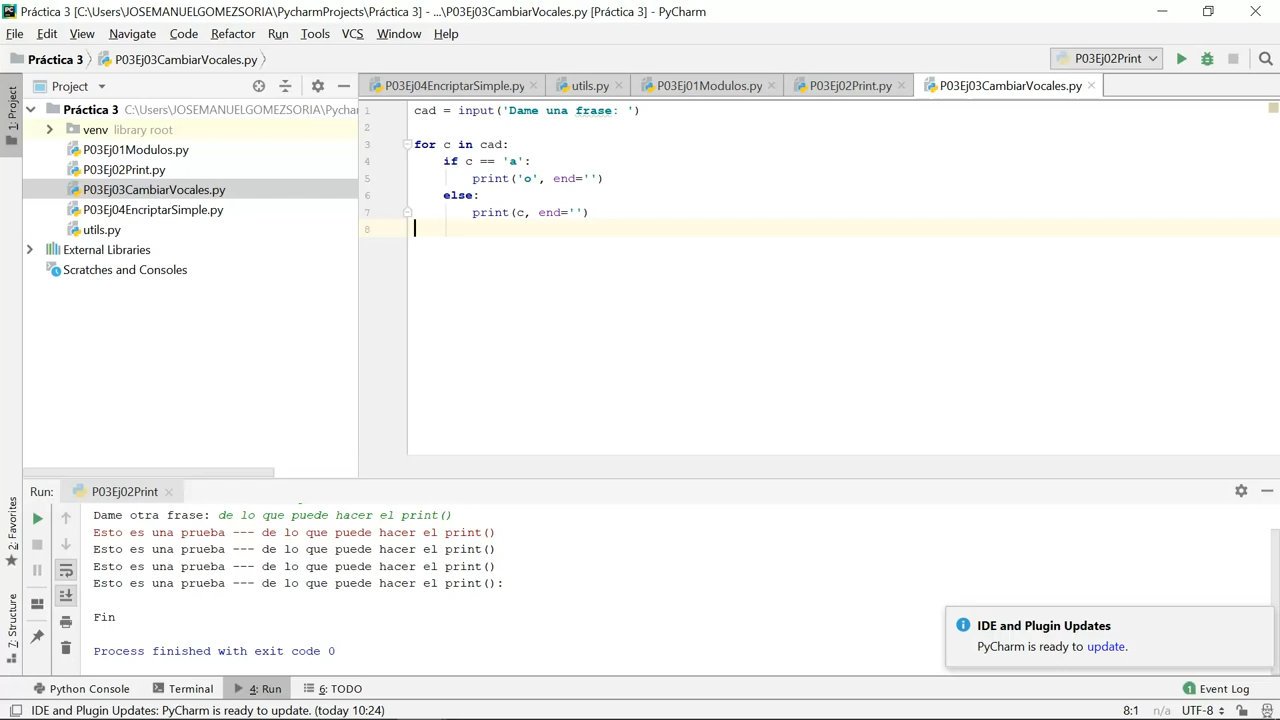 Práctica 3 [C:\Users\JOSEMANUELGOMEZSORIA\PycharmProjects\Práctica 3] - ...\P03Ej03CambiarVocales.py [Práctica 3] - PyCharm
File Edit View Navigate Code Refactor Run Tools VCS Window Help
Práctica 3 P03Ej03CambiarVocales.py P03Ej02Print
Project P03Ej04EncriptarSimple.py utils.py P03Ej01Modulos.py P03Ej02Print.py P03Ej03CambiarVocales.py
1: Project
Práctica 3 C:\Users\JOSEMANUELGOMEZSORIA\Pychar
venv library root
P03Ej01Modulos.py
P03Ej02Print.py
P03Ej03CambiarVocales.py
P03Ej04EncriptarSimple.py
utils.py
External Libraries
Scratches and Consoles
1 cad = input('Dame una frase: ')
2
3 for c in cad:
4 if c == 'a':
5 print('o', end='')
6 else:
7 print(c, end='')
8
Run: P03Ej02Print
2: Favorites
7: Structure
Dame otra frase: de lo que puede hacer el print()
Esto es una prueba --- de lo que puede hacer el print()
Esto es una prueba --- de lo que puede hacer el print()
Esto es una prueba --- de lo que puede hacer el print()
Esto es una prueba --- de lo que puede hacer el print():
Fin
Process finished with exit code 0
IDE and Plugin Updates
PyCharm is ready to update.
Python Console Terminal 4: Run 6: TODO 1 Event Log
IDE and Plugin Updates: PyCharm is ready to update. (today 10:24) 8:1 n/a UTF-8